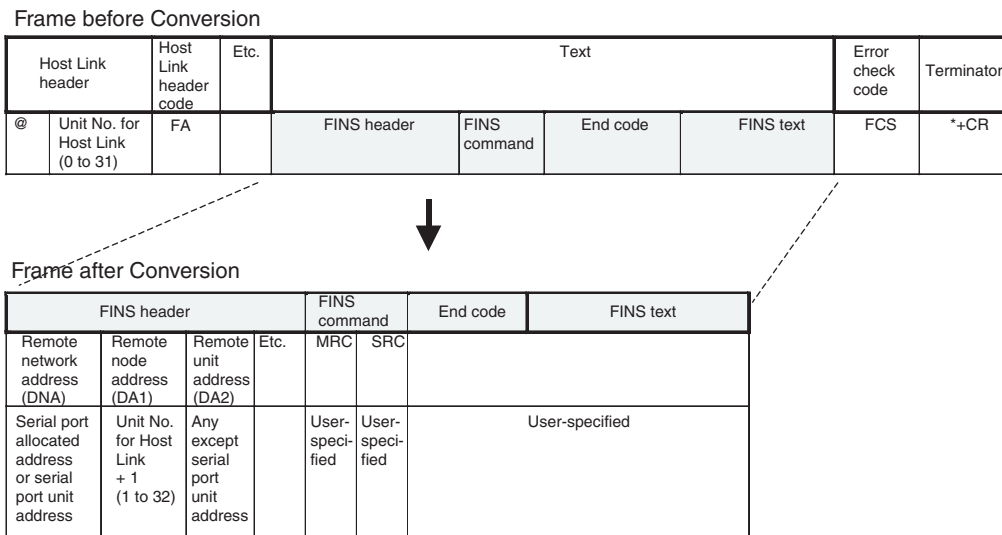 Frame before Conversion
Host Link
header
Host
Link
header
code
Etc.
Text
Error
check
code
Terminator
@
Unit No. for
Host Link
(0 to 31)
FA
FINS header
FINS
command
End code
FINS text
FCS
*+CR
Frame after Conversion
FINS header
FINS
command
End code
FINS text
Remote
network
address
(DNA)
Remote
node
address
(DA1)
Remote
unit
address
(DA2)
Etc.
MRC
SRC
Serial port
allocated
address
or serial
port unit
address
Unit No.
for Host
Link
+ 1
(1 to 32)
Any
except
serial
port
unit
address
User-
speci-
fied
User-
speci-
fied
User-specified